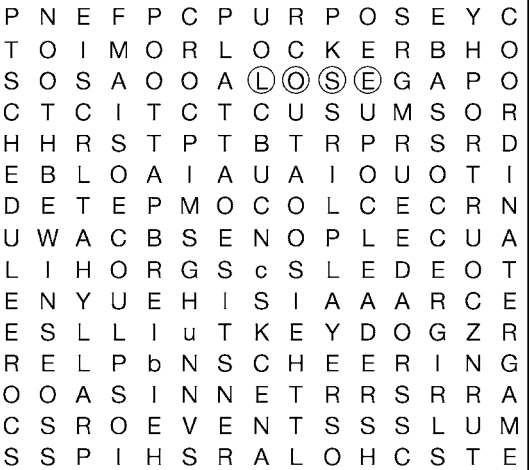 P N E F P C P U R P O S E Y C
T O I M O R L O C K E R B H O
S O S A O O A L O S E G A P O
C T C I T C T C U S U M S O R
H H R S T P T B T R P R S R D
E B L O A I A U A I O U O T I
D E T E P M O C O L C E C R N
U W A C B S E N O P L E C U A
L I H O R G S c S L E D E O T
E N Y U E H I S I A A A R C E
E S L L I u T K E Y D O G Z R
R E L P b N S C H E E R I N G
O O A S I N N E T R R S R R A
C S R O E V E N T S S S L U M
S S P I H S R A L O H C S T E